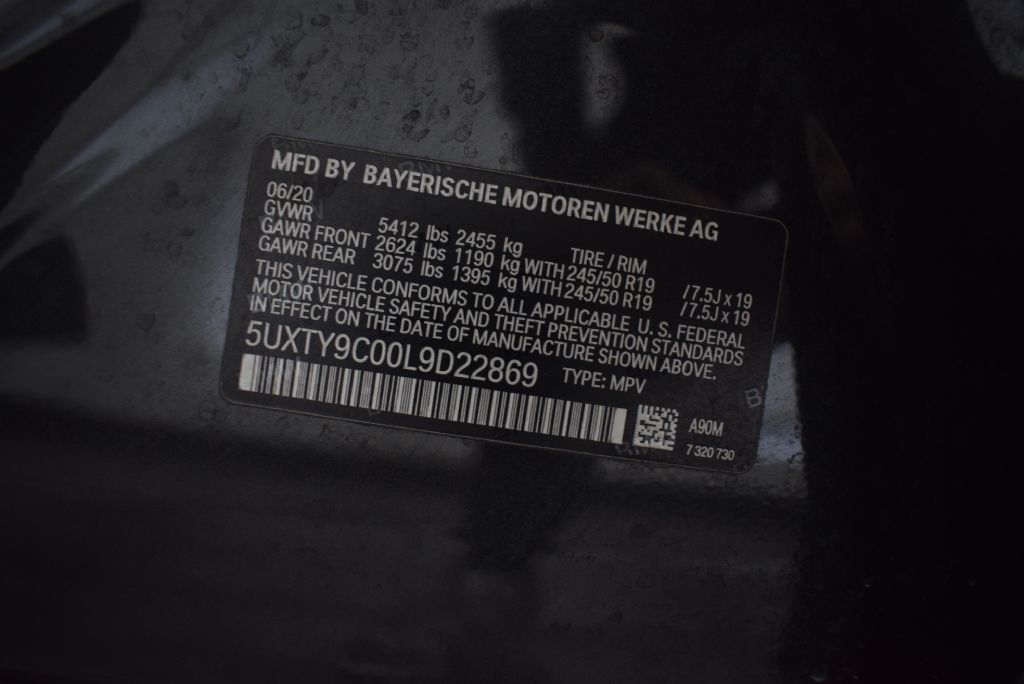 MFD BY BAYERISCHE MOTOREN WERKE AG
06/20
GVWR 5412 lbs 2455 kg TIRE / RIM
GAWR FRONT 2624 lbs 1190 kg WITH 245/50 R19 /7.5J x 19
GAWR REAR 3075 lbs 1395 kg WITH 245/50 R19 /7.5J x 19
THIS VEHICLE CONFORMS TO ALL APPLICABLE U. S. FEDERAL
MOTOR VEHICLE SAFETY AND THEFT PREVENTION STANDARDS
IN EFFECT ON THE DATE OF MANUFACTURE SHOWN ABOVE.
5UXTY9C00L9D22869 TYPE: MPV
A90M
7 320 730